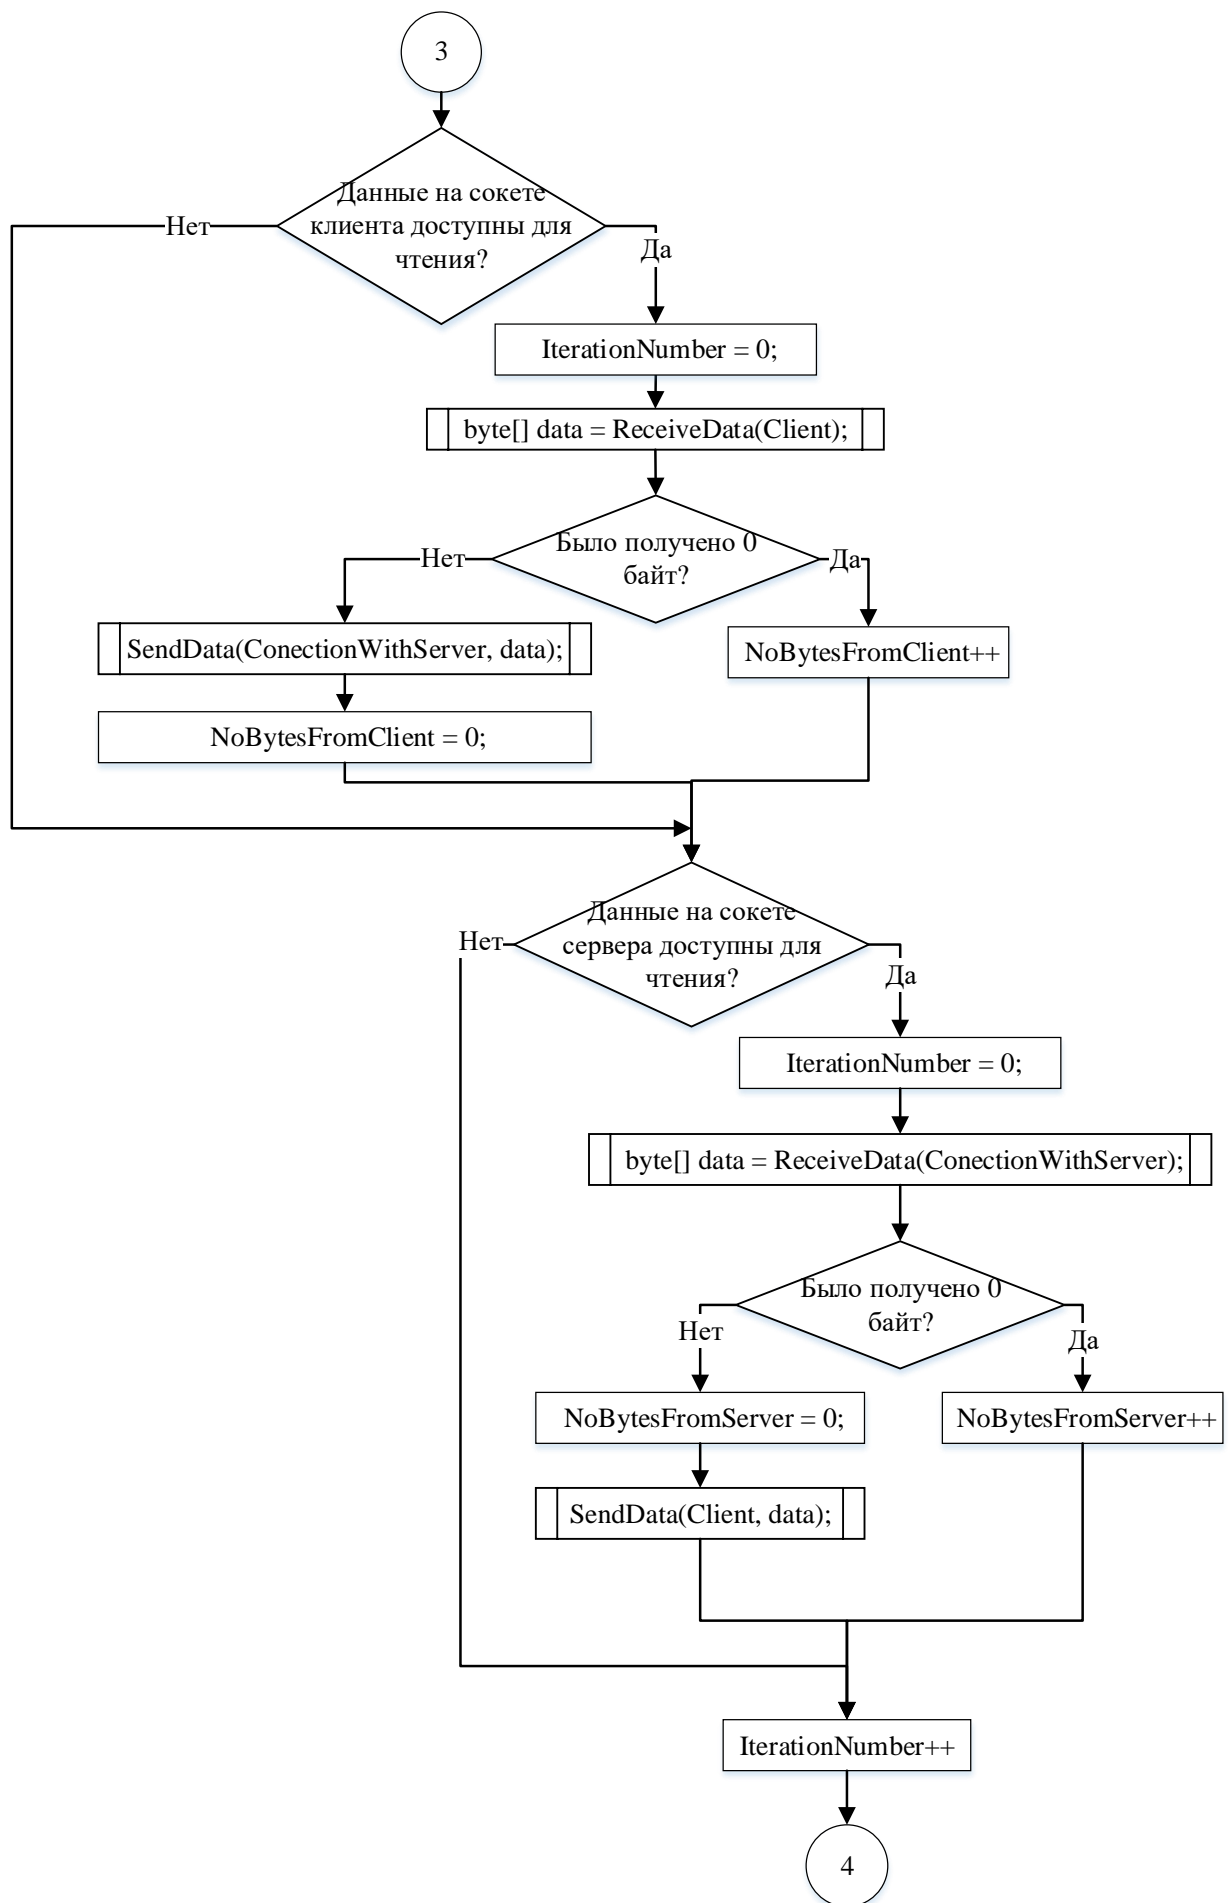 3
Данные на сокете
клиента доступны для
чтения?
Нет
Да
IterationNumber = 0;
byte[] data = ReceiveData(Client);
Было получено 0
байт?
Нет
Да
SendData(ConectionWithServer, data);
NoBytesFromClient++
NoBytesFromClient = 0;
Данные на сокете
сервера доступны для
чтения?
Нет
Да
IterationNumber = 0;
byte[] data = ReceiveData(ConectionWithServer);
Было получено 0
байт?
Нет
Да
NoBytesFromServer = 0;
NoBytesFromServer++
SendData(Client, data);
IterationNumber++
4